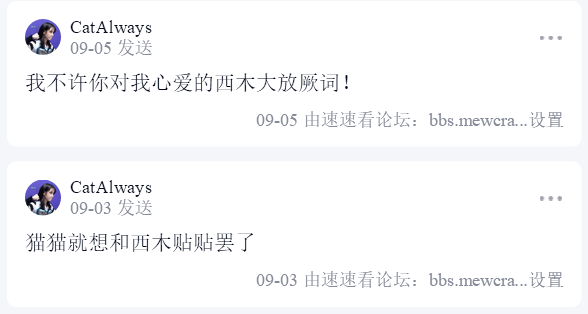 CatAlways
09-05 发送
我不许你对我心爱的西木大放厥词！
09-05 由速速看论坛：bbs.mewcra...设置
CatAlways
09-03 发送
猫猫就想和西木贴贴罢了
09-03 由速速看论坛：bbs.mewcra...设置